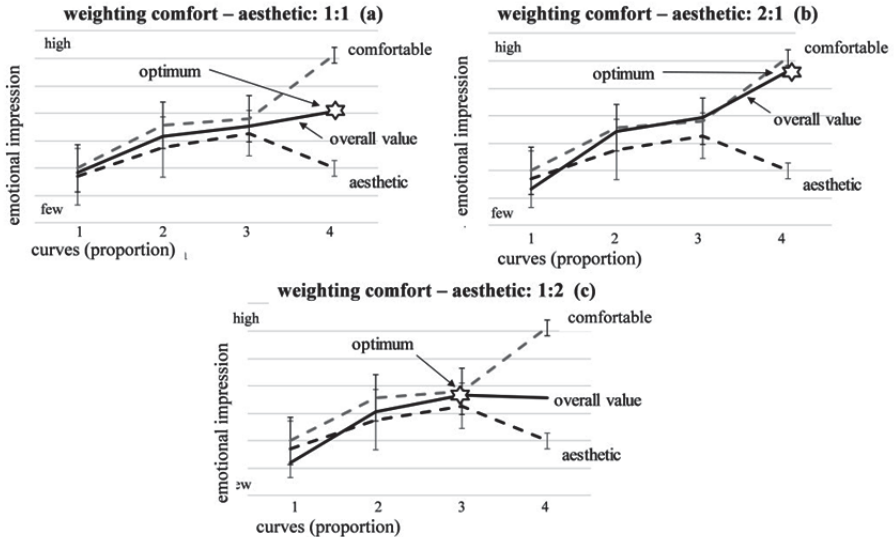 weighting comfort – aesthetic: 1:1 (a)
high
comfortable
optimum
overall value
aesthetic
few
emotional impression
1 2 3 4
curves (proportion)
weighting comfort – aesthetic: 2:1 (b)
high
comfortable
optimum
overall value
aesthetic
few
emotional impression
1 2 3 4
curves (proportion)
weighting comfort – aesthetic: 1:2 (c)
high
comfortable
optimum
overall value
aesthetic
ew
emotional impression
1 2 3 4
curves (proportion)